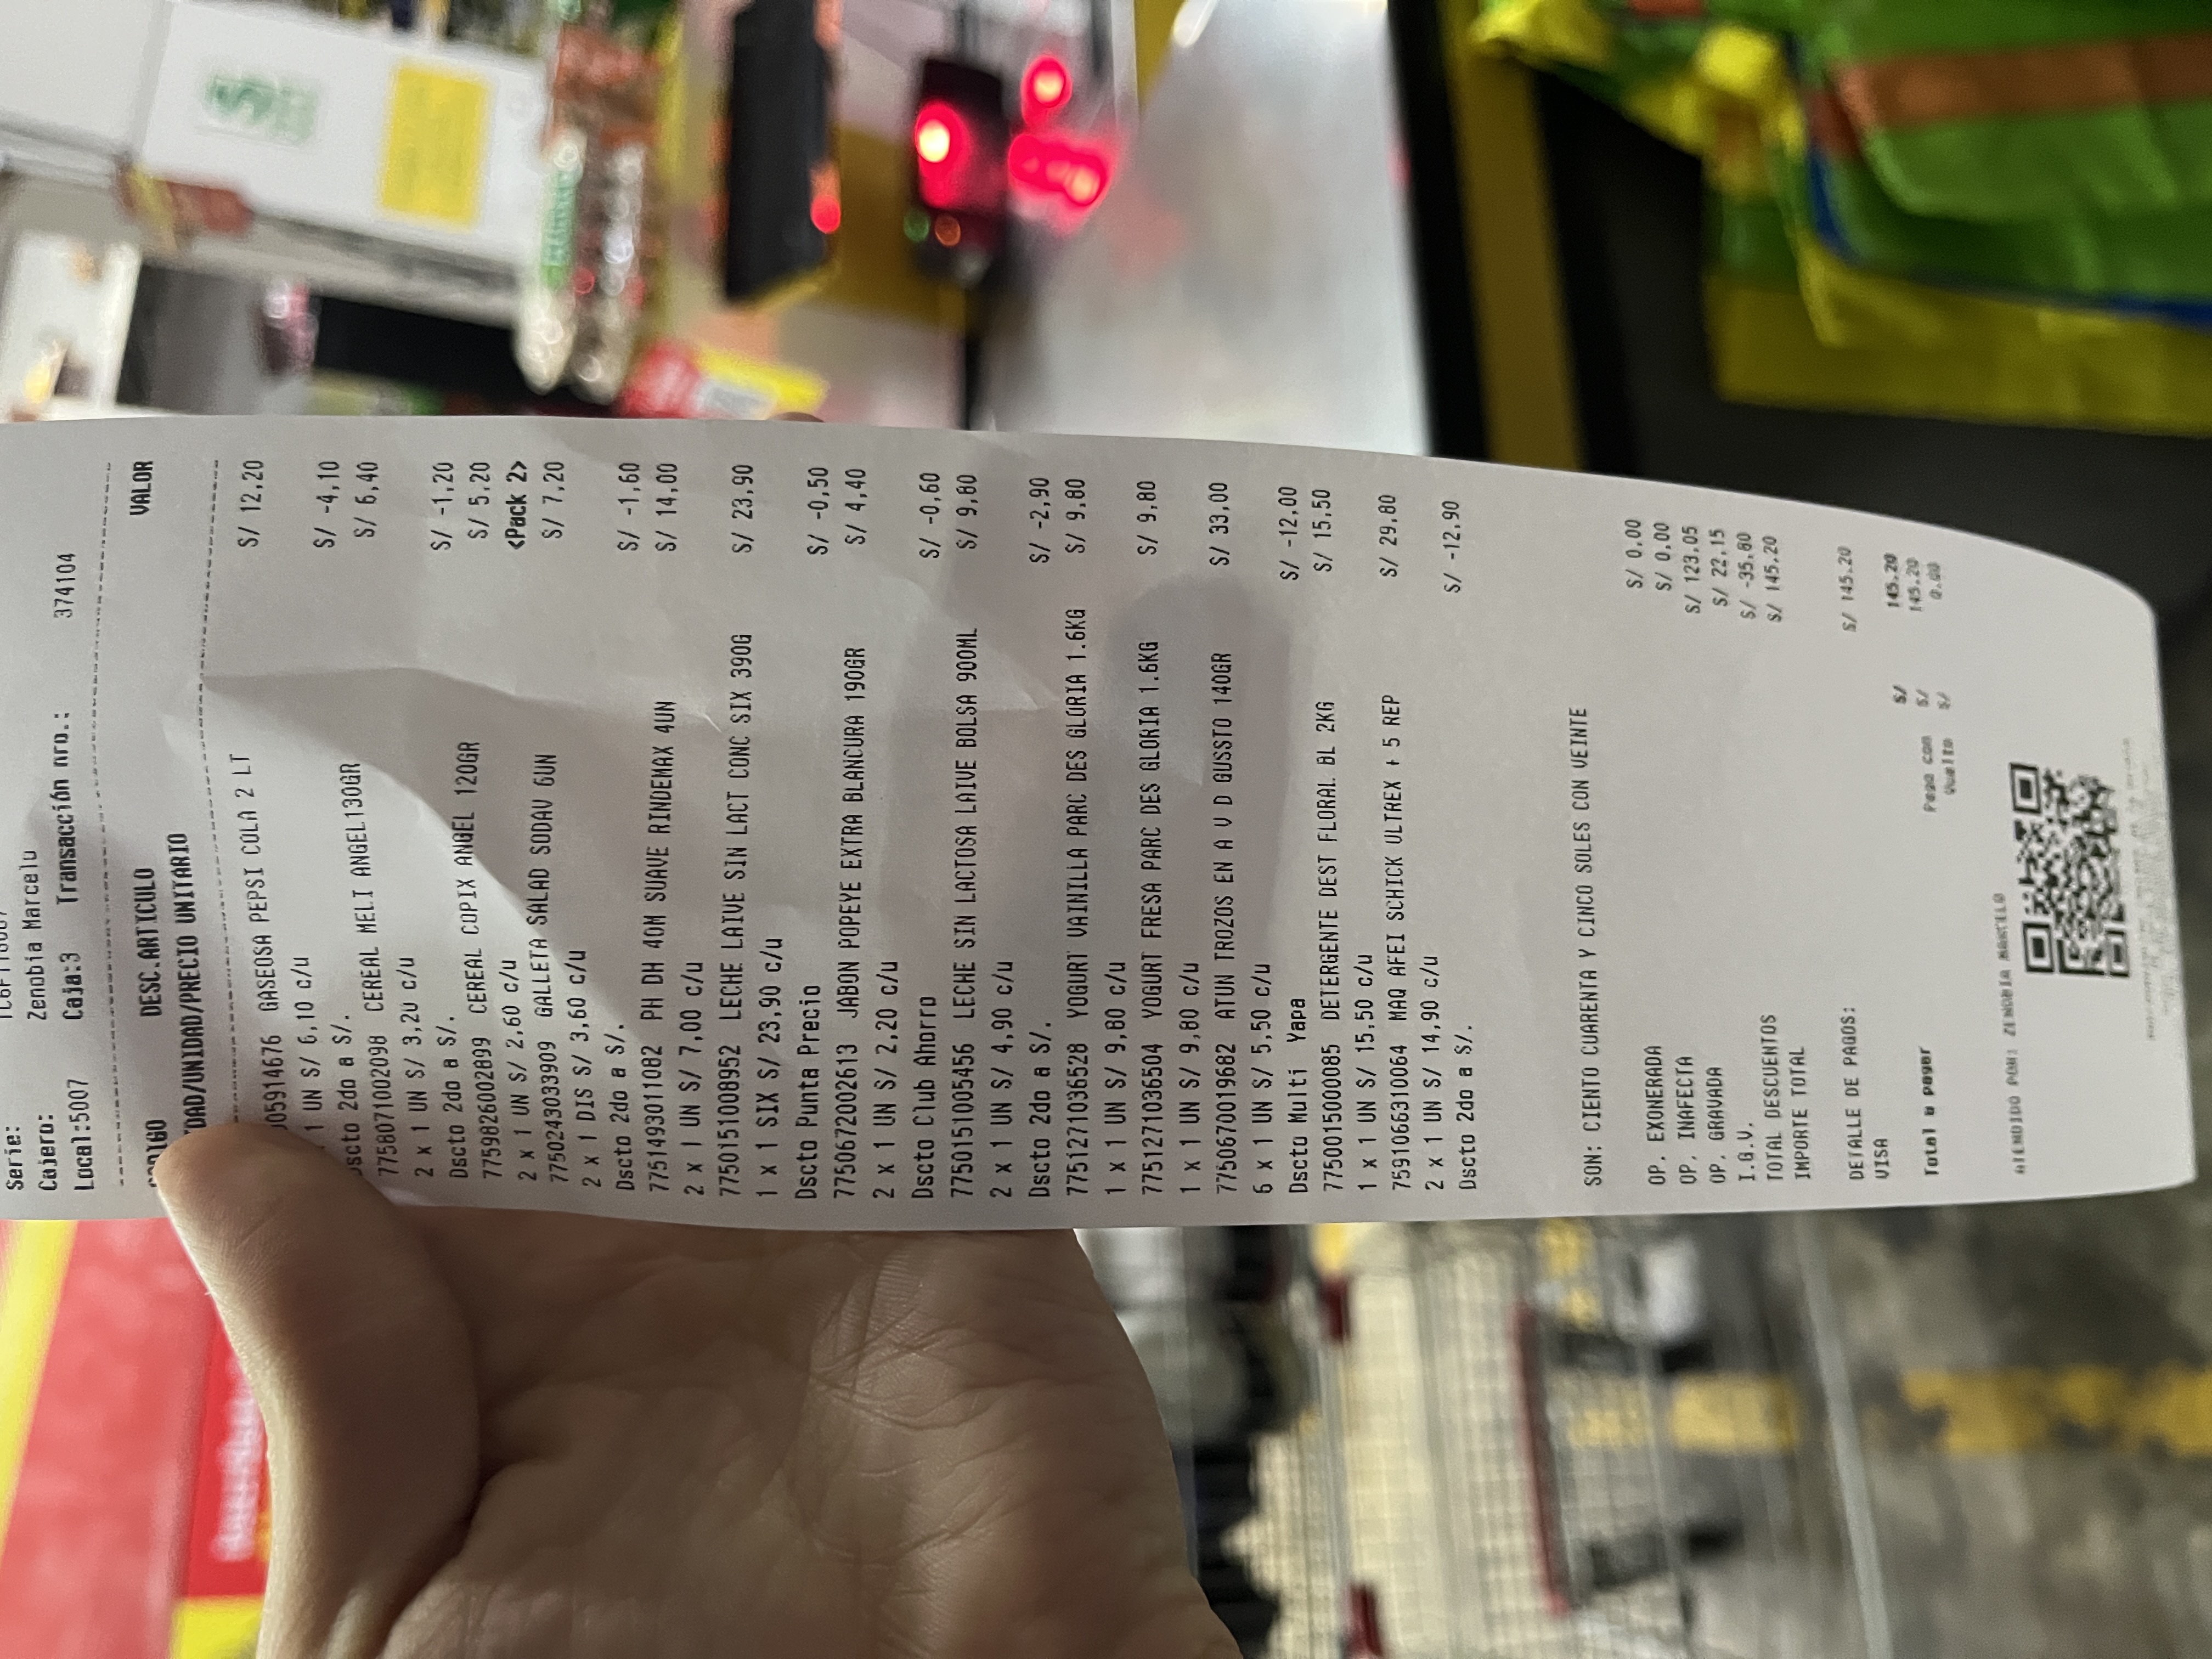 Serie:
Cajero: Zenobia Marcelo
Local:5007 Caja:3 Transacción nro.: 374104
DESC.ARTICULO VALOR
DAD/UNIDAD/PRECIO UNITARIO
05914676 GASEOSA PEPSI COLA 2 LT S/ 12,20
1 UN S/ 6,10 c/u
Dscto 2do a S/. S/ -4,10
7758071002098 CEREAL MELI ANGEL130GR S/ 6,40
2 x 1 UN S/ 3,20 c/u
Dscto 2do a S/. S/ -1,20
7759826002899 CEREAL COPIX ANGEL 120GR S/ 5,20
2 x 1 UN S/ 2,60 c/u <Pack 2>
7750243033909 GALLETA SALAD SODAV 6UN S/ 7,20
2 x 1 DIS S/ 3,60 c/u
Dscto 2do a S/. S/ -1,60
7751493011082 PH DH 40M SUAVE RINDEMAX 4UN S/ 14,00
2 x 1 UN S/ 7,00 c/u
7750151008952 LECHE LAIVE SIN LACT CONC SIX 390G S/ 23,90
1 x 1 SIX S/ 23,90 c/u
Dscto Punta Precio S/ -0,50
7750672002613 JABON POPEYE EXTRA BLANCURA 190GR S/ 4,40
2 x 1 UN S/ 2,20 c/u
Dscto Club Ahorro S/ -0,60
7750151005456 LECHE SIN LACTOSA LAIVE BOLSA 900ML S/ 9,80
2 x 1 UN S/ 4,90 c/u
Dscto 2do a S/. S/ -2,90
7751271036528 YOGURT VAINILLA PARC DES GLORIA 1.6KG S/ 9,80
1 x 1 UN S/ 9,80 c/u
7751271036504 YOGURT FRESA PARC DES GLORIA 1.6KG S/ 9,80
1 x 1 UN S/ 9,80 c/u
7750670019682 ATUN TROZOS EN A V D GUSSTO 140GR S/ 33,00
6 x 1 UN S/ 5,50 c/u
Dscto Multi Yapa S/ -12,00
7750015000085 DETERGENTE DEST FLORAL BL 2KG S/ 15,50
1 x 1 UN S/ 15,50 c/u
7591066310064 MAQ AFEI SCHICK ULTREX + 5 REP S/ 29,80
2 x 1 UN S/ 14,90 c/u
Dscto 2do a S/. S/ -12,90
SON: CIENTO CUARENTA Y CINCO SOLES CON VEINTE
OP. EXONERADA S/ 0.00
OP. INAFECTA S/ 0.00
OP. GRAVADA S/ 123.05
I.G.V. S/ 22.15
TOTAL DESCUENTOS S/ -35.80
IMPORTE TOTAL S/ 145.20
DETALLE DE PAGOS:
VISA S/ 145.20
Total a pagar S/ 145.20
Paga con S/ 145.20
Vuelto S/ 0.00
ATENDIDO POR: ZENOBIA MARCELO